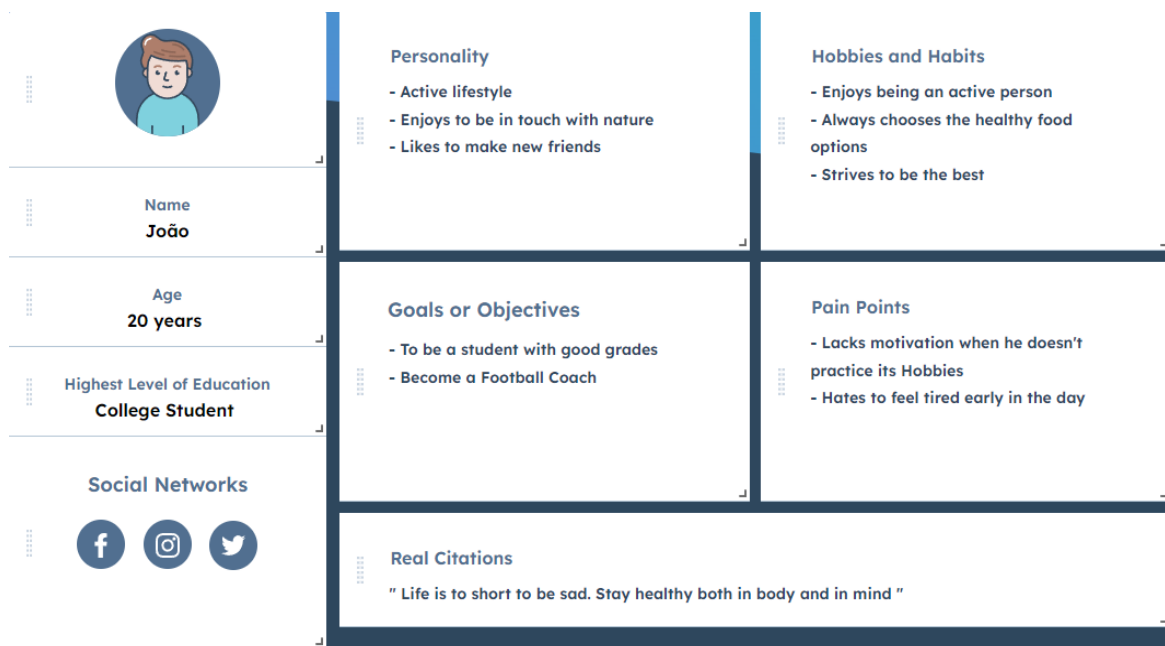 Name
João
Age
20 years
Highest Level of Education
College Student
Social Networks
Personality
- Active lifestyle
- Enjoys to be in touch with nature
- Likes to make new friends
Hobbies and Habits
- Enjoys being an active person
- Always chooses the healthy food
options
- Strives to be the best
Goals or Objectives
- To be a student with good grades
- Become a Football Coach
Pain Points
- Lacks motivation when he doesn't
practice its Hobbies
- Hates to feel tired early in the day
Real Citations
" Life is to short to be sad. Stay healthy both in body and in mind "